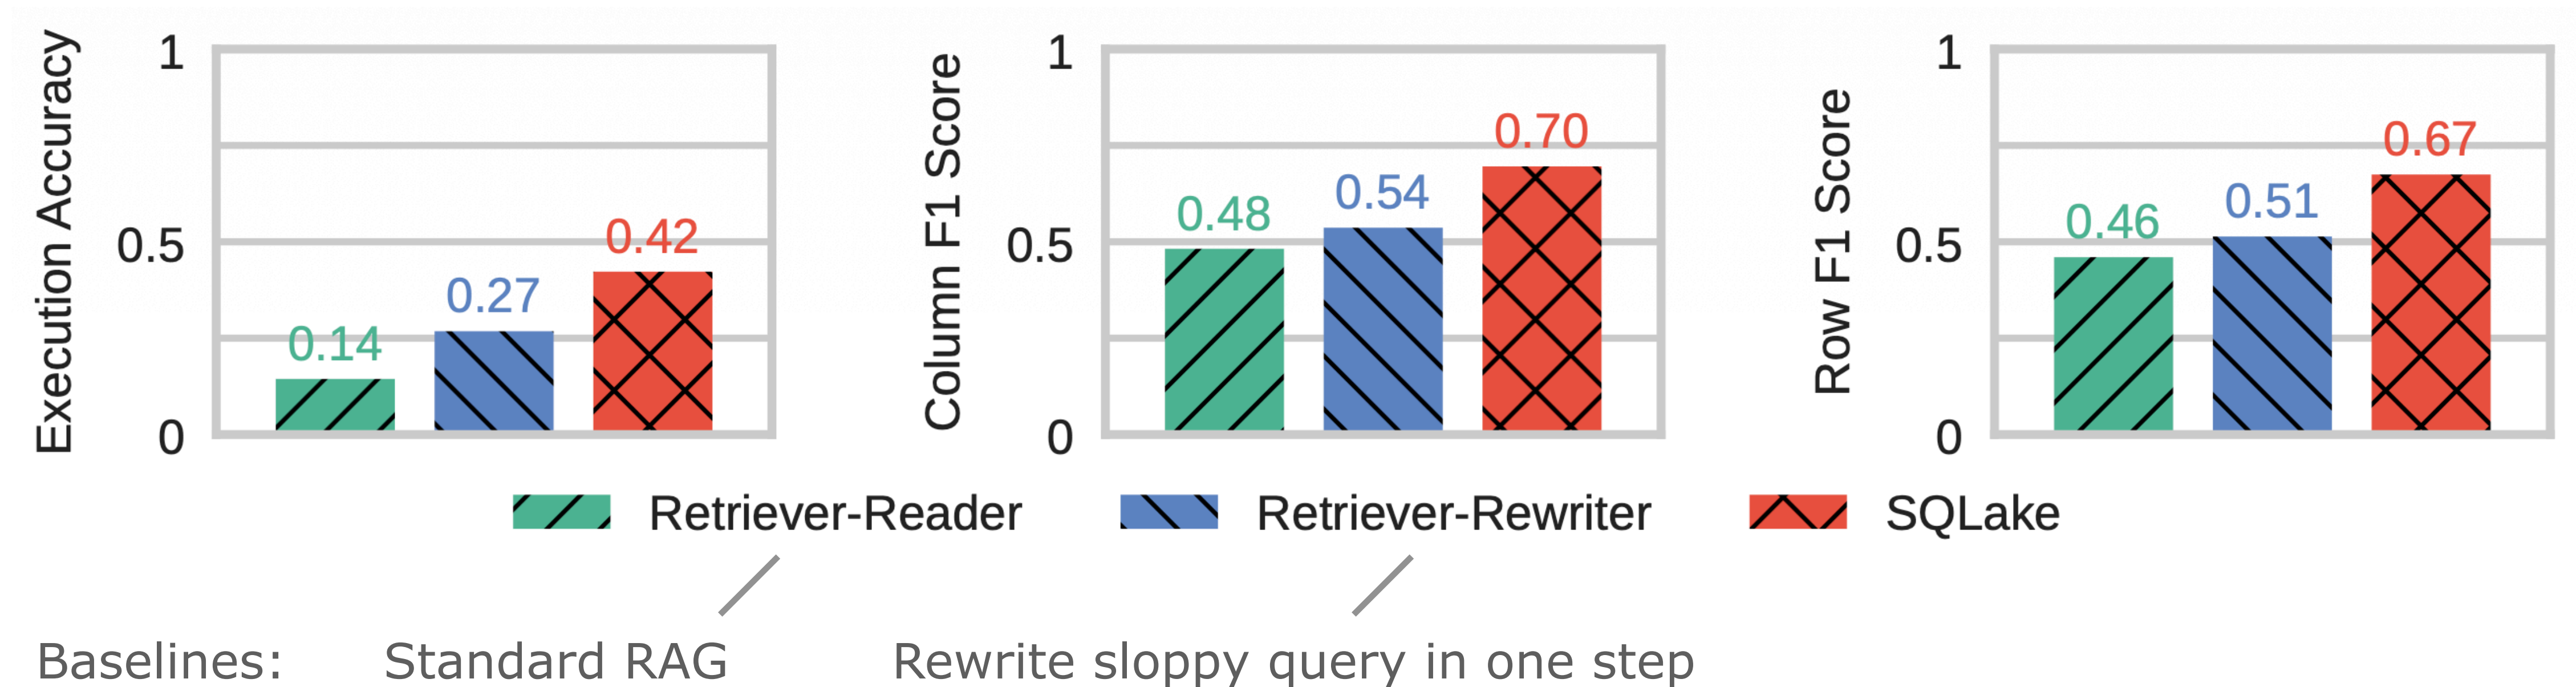 Execution Accuracy
1
0.5
0
0.14
0.27
0.42
Column F1 Score
1
0.5
0
0.48
0.54
0.70
Row F1 Score
1
0.5
0
0.46
0.51
0.67
Retriever-Reader
Retriever-Rewriter
SQLake
Baselines:
Standard RAG
Rewrite sloppy query in one step